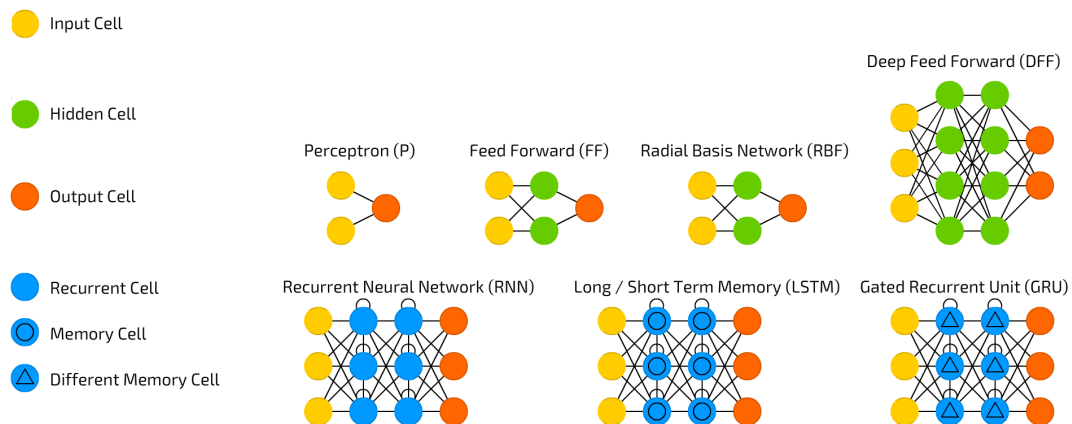 Input Cell
Deep Feed Forward (DFF)
Hidden Cell
Perceptron (P)
Feed Forward (FF)
Radial Basis Network (RBF)
Output Cell
Recurrent Cell
Recurrent Neural Network (RNN)
Long / Short Term Memory (LSTM)
Gated Recurrent Unit (GRU)
Memory Cell
Different Memory Cell